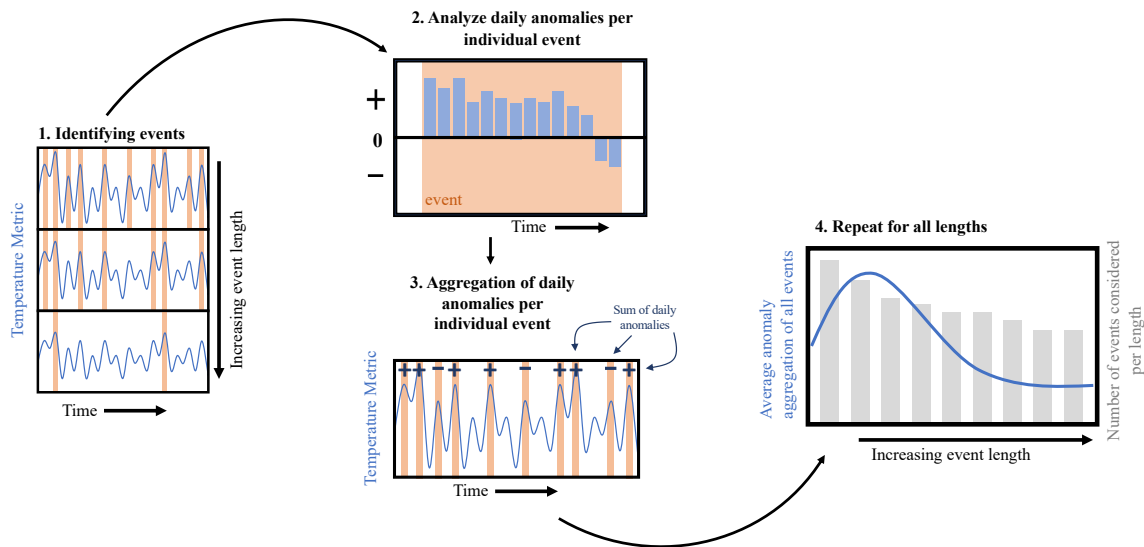 1. Identifying events
Temperature Metric
Increasing event length
Time
2. Analyze daily anomalies per
individual event
+
0
−
event
Time
3. Aggregation of daily
anomalies per
individual event
Sum of daily
anomalies
+ + − + + − + + − +
Temperature Metric
Time
4. Repeat for all lengths
Average anomaly
aggregation of all events
Number of events considered
per length
Increasing event length